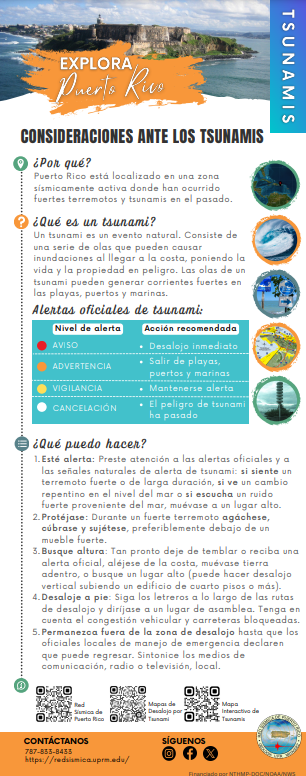 TSUNAMIS
EXPLORA
Puerto Rico
CONSIDERACIONES ANTE LOS TSUNAMIS
¿Por qué?
Puerto Rico está localizado en una zona
sísmicamente activa donde han ocurrido
fuertes terremotos y tsunamis en el pasado.
¿Qué es un tsunami?
Un tsunami es un evento natural. Consiste de
una serie de olas que pueden causar
inundaciones al llegar a la costa, poniendo la
vida y la propiedad en peligro. Las olas de un
tsunami pueden generar corrientes fuertes en
las playas, puertos y marinas.
Alertas oficiales de tsunami:
Nivel de alerta Acción recomendada
AVISO • Desalojo inmediato
ADVERTENCIA • Salir de playas,
puertos y marinas
VIGILANCIA • Mantenerse alerta
CANCELACIÓN • El peligro de tsunami
ha pasado
¿Qué puedo hacer?
1. Esté alerta: Preste atención a las alertas oficiales y a
las señales naturales de alerta de tsunami: si siente un
terremoto fuerte o de larga duración, si ve un cambio
repentino en el nivel del mar o si escucha un ruido
fuerte proveniente del mar, muévase a un lugar alto.
2. Protéjase: Durante un fuerte terremoto agáchese,
cúbrase y sujétese, preferiblemente debajo de un
mueble fuerte.
3. Busque altura: Tan pronto deje de temblar o reciba una
alerta oficial, aléjese de la costa, muévase tierra
adentro, o busque un lugar alto (puede hacer desalojo
vertical subiendo un edificio de cuarto pisos o más).
4. Desaloje a pie: Siga los letreros a lo largo de las rutas
de desalojo y diríjase a un lugar de asamblea. Tenga en
cuenta el congestión vehicular y carreteras bloqueadas.
5. Permanezca fuera de la zona de desalojo hasta que los
oficiales locales de manejo de emergencia declaren
que puede regresar. Sintonice los medios de
comunicación, radio o televisión, local.
Red
Sísmica de
Puerto Rico
Mapas de
Desalojo por
Tsunami
Mapa
Interactivo de
Tsunamis
CONTÁCTANOS
787-833-8433
https://redsismica.uprm.edu/
SÍGUENOS
Financiado por NTHMP-DCC/NOAA/NWS